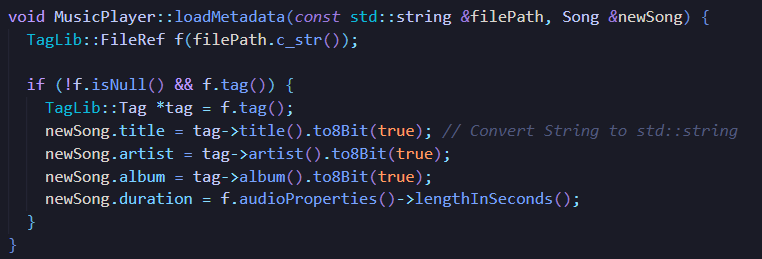 void MusicPlayer::loadMetadata(const std::string &filePath, Song &newSong) {
  TagLib::FileRef f(filePath.c_str());

  if (!f.isNull() && f.tag()) {
    TagLib::Tag *tag = f.tag();
    newSong.title = tag->title().to8Bit(true); // Convert String to std::string
    newSong.artist = tag->artist().to8Bit(true);
    newSong.album = tag->album().to8Bit(true);
    newSong.duration = f.audioProperties()->lengthInSeconds();
  }
}